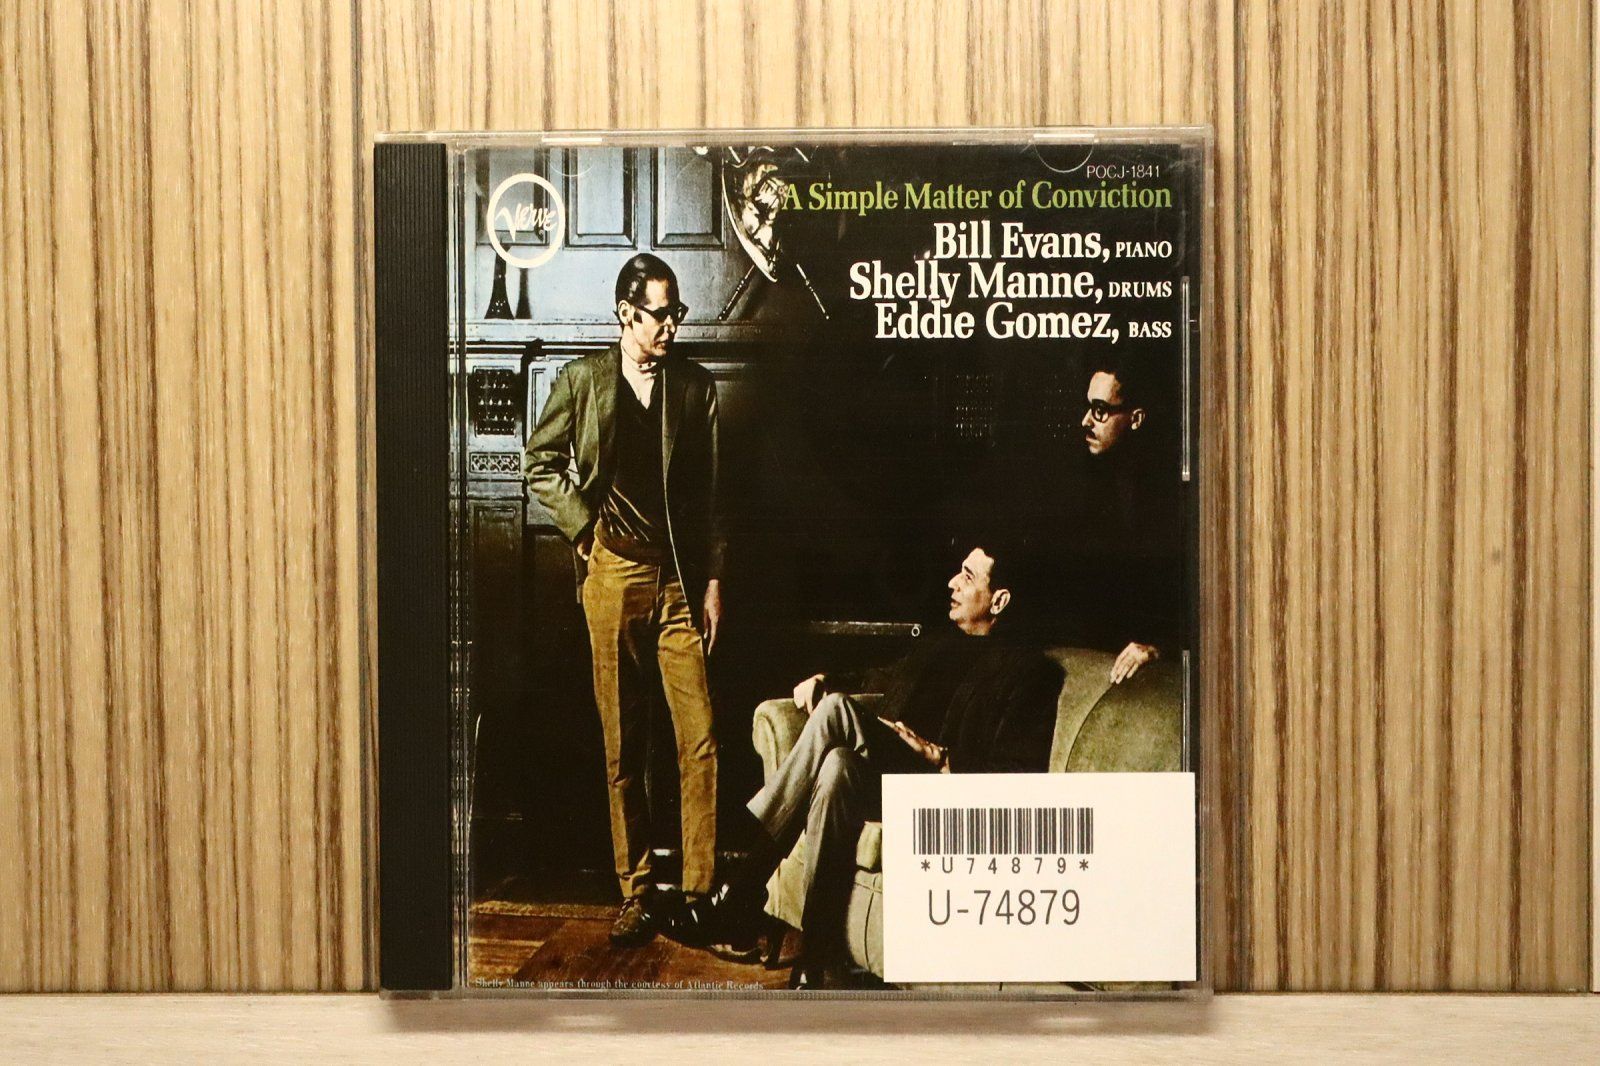 POCJ-1841
Verve
A Simple Matter of Conviction
Bill Evans, PIANO
Shelly Manne, DRUMS
Eddie Gomez, BASS
*U74879*
U-74879
Shelly Manne appears through the courtesy of Atlantic Records